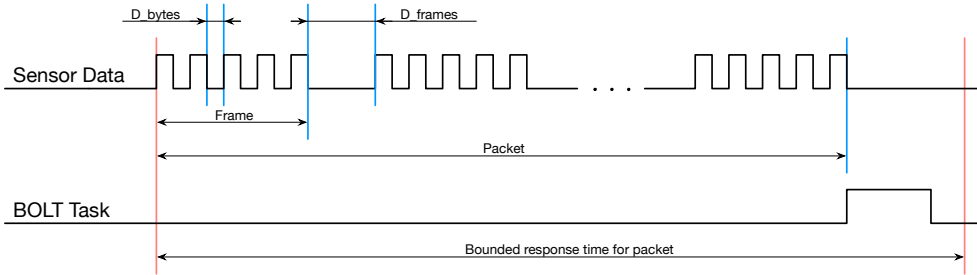 D_bytes
D_frames
Sensor Data
. . .
Frame
Packet
BOLT Task
Bounded response time for packet